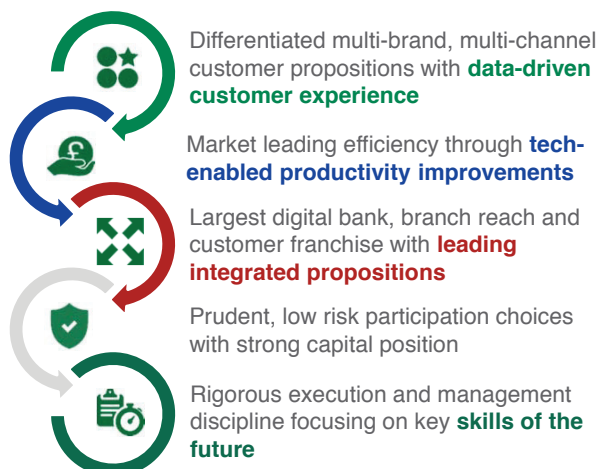 Differentiated multi-brand, multi-channel
customer propositions with data-driven
customer experience
£
Market leading efficiency through tech-
enabled productivity improvements
Largest digital bank, branch reach and
customer franchise with leading
integrated propositions
Prudent, low risk participation choices
with strong capital position
Rigorous execution and management
discipline focusing on key skills of the
future